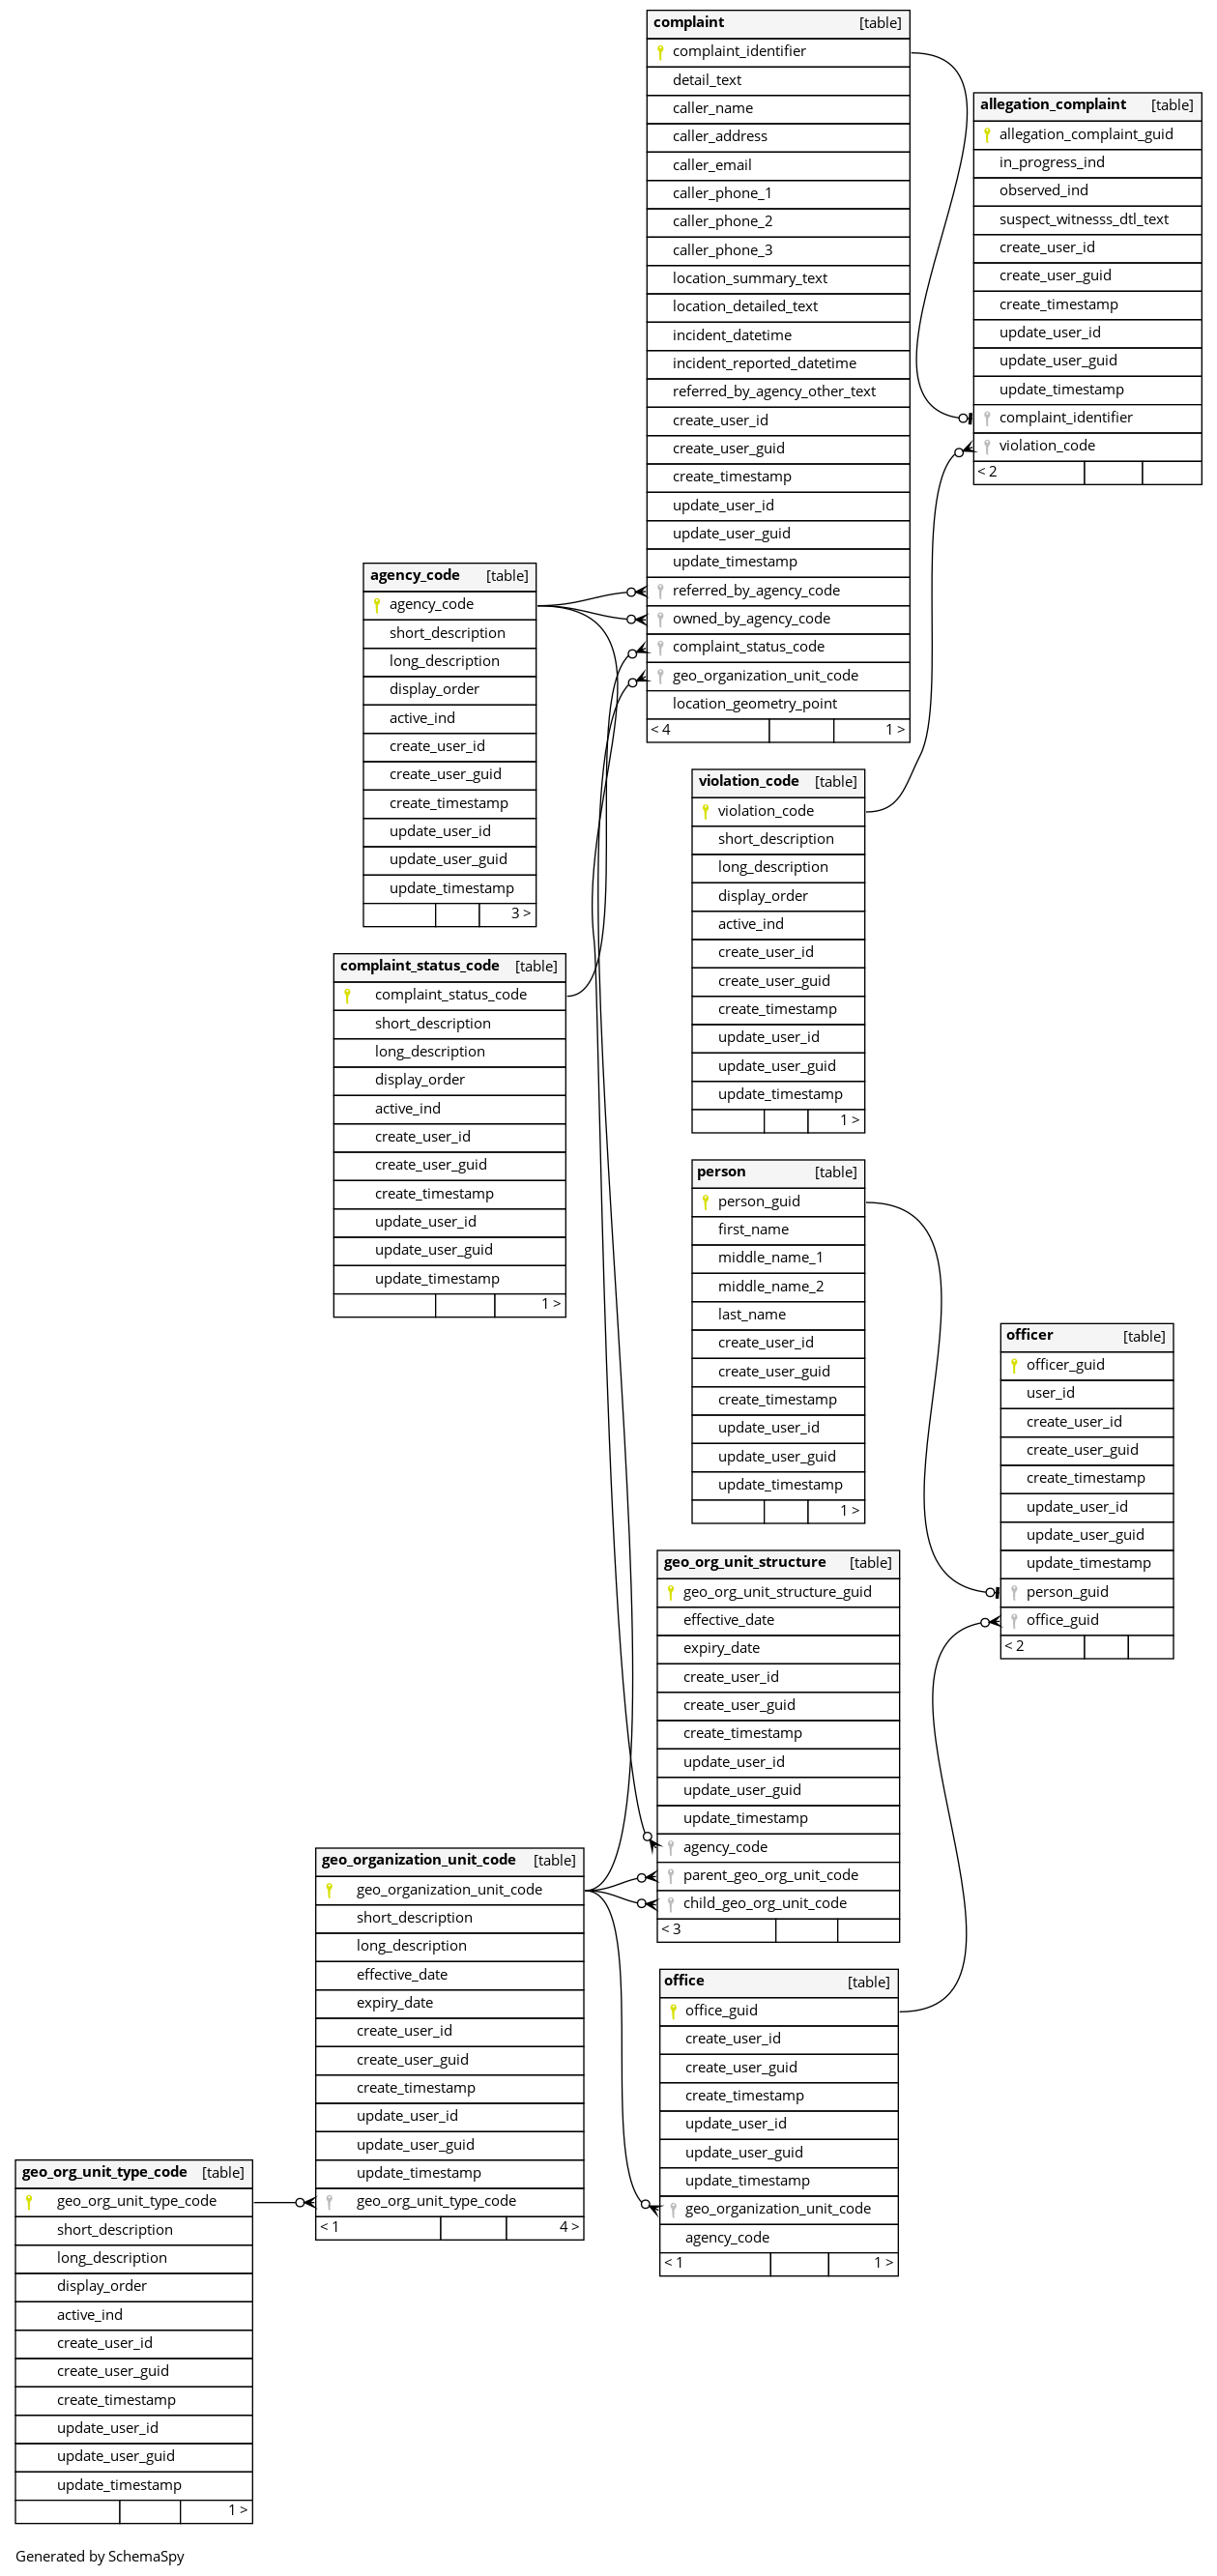 complaint [table]
complaint_identifier
detail_text
caller_name
caller_address
caller_email
caller_phone_1
caller_phone_2
caller_phone_3
location_summary_text
location_detailed_text
incident_datetime
incident_reported_datetime
referred_by_agency_other_text
create_user_id
create_user_guid
create_timestamp
update_user_id
update_user_guid
update_timestamp
referred_by_agency_code
owned_by_agency_code
complaint_status_code
geo_organization_unit_code
location_geometry_point
< 4 1 >
allegation_complaint [table]
allegation_complaint_guid
in_progress_ind
observed_ind
suspect_witnesss_dtl_text
create_user_id
create_user_guid
create_timestamp
update_user_id
update_user_guid
update_timestamp
complaint_identifier
violation_code
< 2
agency_code [table]
agency_code
short_description
long_description
display_order
active_ind
create_user_id
create_user_guid
create_timestamp
update_user_id
update_user_guid
update_timestamp
3 >
violation_code [table]
violation_code
short_description
long_description
display_order
active_ind
create_user_id
create_user_guid
create_timestamp
update_user_id
update_user_guid
update_timestamp
1 >
complaint_status_code [table]
complaint_status_code
short_description
long_description
display_order
active_ind
create_user_id
create_user_guid
create_timestamp
update_user_id
update_user_guid
update_timestamp
1 >
person [table]
person_guid
first_name
middle_name_1
middle_name_2
last_name
create_user_id
create_user_guid
create_timestamp
update_user_id
update_user_guid
update_timestamp
1 >
officer [table]
officer_guid
user_id
create_user_id
create_user_guid
create_timestamp
update_user_id
update_user_guid
update_timestamp
person_guid
office_guid
< 2
geo_org_unit_structure [table]
geo_org_unit_structure_guid
effective_date
expiry_date
create_user_id
create_user_guid
create_timestamp
update_user_id
update_user_guid
update_timestamp
agency_code
parent_geo_org_unit_code
child_geo_org_unit_code
< 3
geo_organization_unit_code [table]
geo_organization_unit_code
short_description
long_description
effective_date
expiry_date
create_user_id
create_user_guid
create_timestamp
update_user_id
update_user_guid
update_timestamp
geo_org_unit_type_code
< 1 4 >
office [table]
office_guid
create_user_id
create_user_guid
create_timestamp
update_user_id
update_user_guid
update_timestamp
geo_organization_unit_code
agency_code
< 1 1 >
geo_org_unit_type_code [table]
geo_org_unit_type_code
short_description
long_description
display_order
active_ind
create_user_id
create_user_guid
create_timestamp
update_user_id
update_user_guid
update_timestamp
1 >
Generated by SchemaSpy